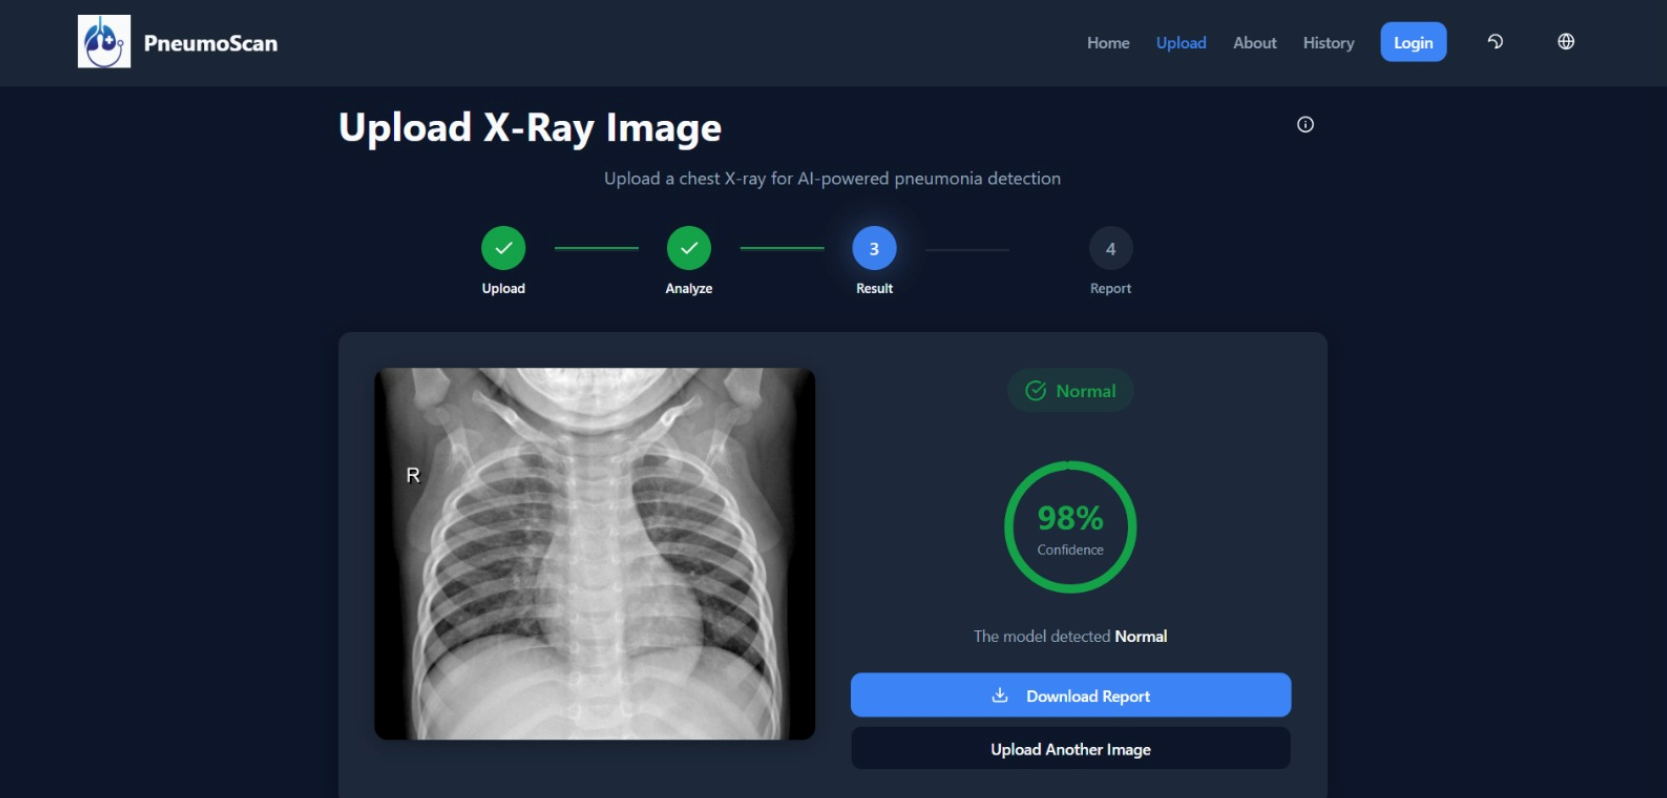 PneumoScan
Home Upload About History Login
Upload X-Ray Image
Upload a chest X-ray for AI-powered pneumonia detection
3 4
Upload Analyze Result Report
R
Normal
98%
Confidence
The model detected Normal
Download Report
Upload Another Image